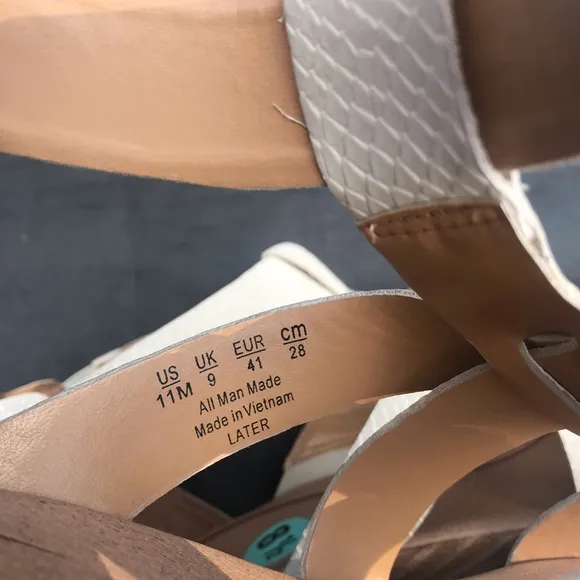 US UK EUR cm
11M 9 41 28
All Man Made
Made in Vietnam
LATER